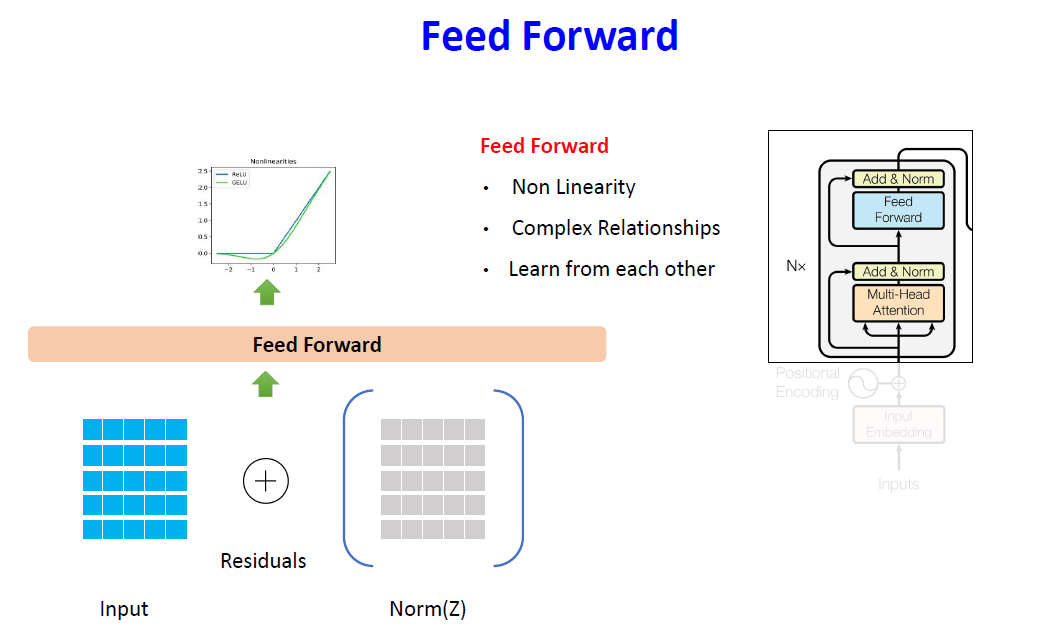 Feed Forward
Nonlinearities
ReLU
GELU
2.5
2.0
1.5
1.0
0.5
0.0
−2 −1 0 1 2
Feed Forward
• Non Linearity
• Complex Relationships
• Learn from each other
Feed Forward
Input
Residuals
Norm(Z)
Add & Norm
Feed
Forward
Nx
Add & Norm
Multi-Head
Attention
Positional
Encoding
Input
Embedding
Inputs